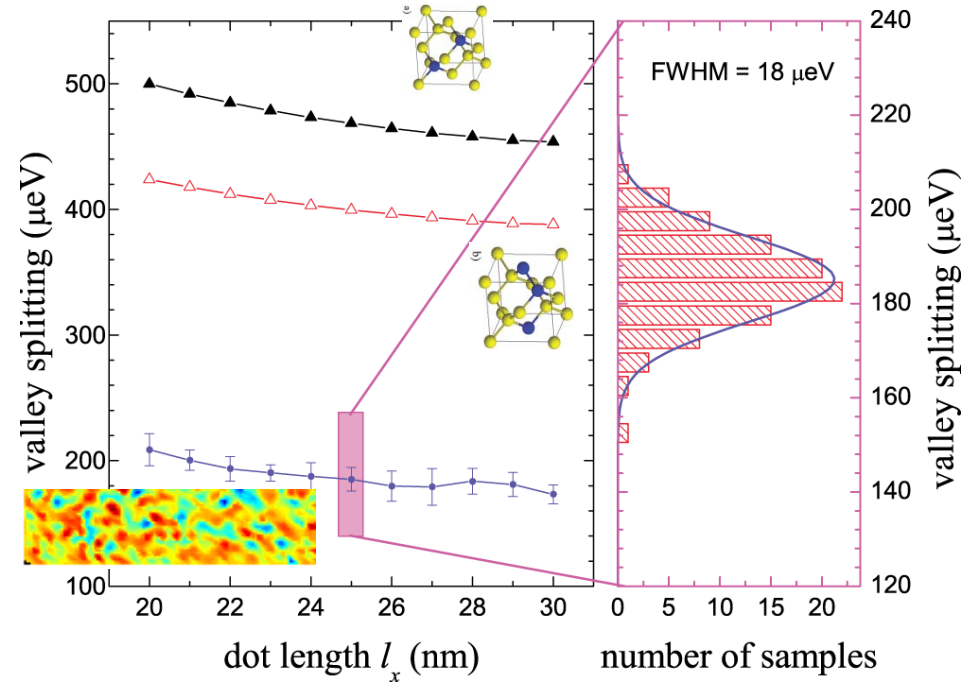 (a)
500
400
300
200
100
valley splitting (µeV)
20 22 24 26 28 30
dot length lx (nm)
(b)
FWHM = 18 µeV
240
220
200
180
160
140
120
valley splitting (µeV)
0 5 10 15 20
number of samples